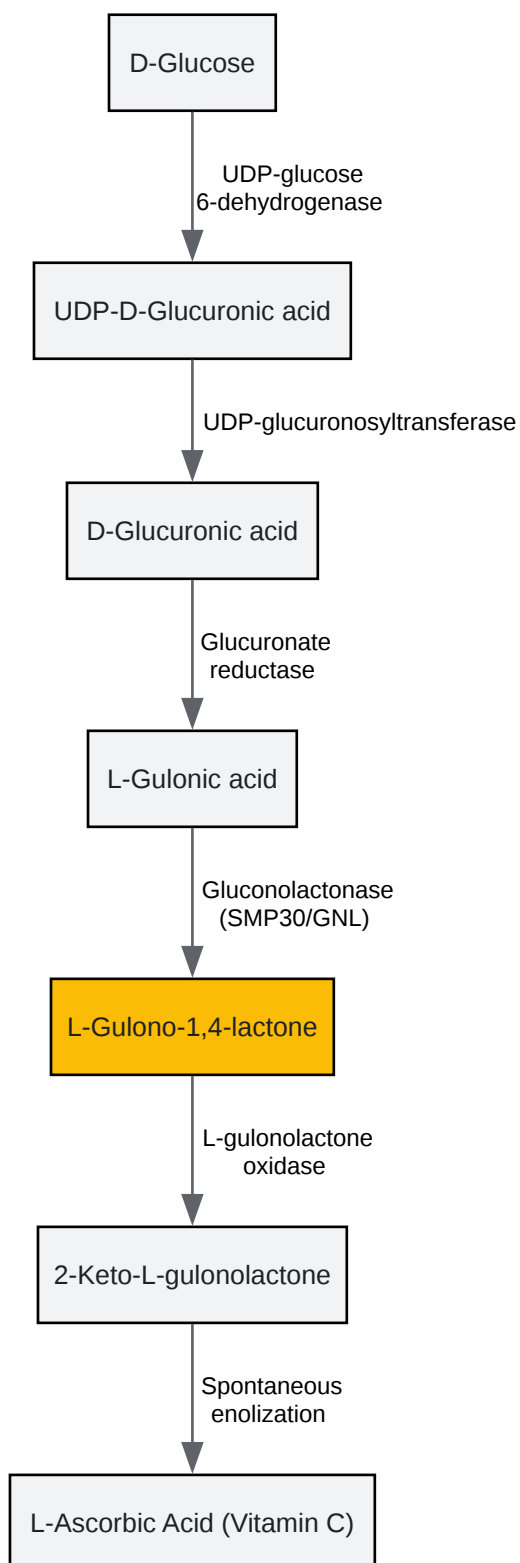 D-Glucose
UDP-glucose
6-dehydrogenase
UDP-D-Glucuronic acid
UDP-glucuronosyltransferase
D-Glucuronic acid
Glucuronate
reductase
L-Gulonic acid
Gluconolactonase
(SMP30/GNL)
L-Gulono-1,4-lactone
L-gulonolactone
oxidase
2-Keto-L-gulonolactone
Spontaneous
enolization
L-Ascorbic Acid (Vitamin C)